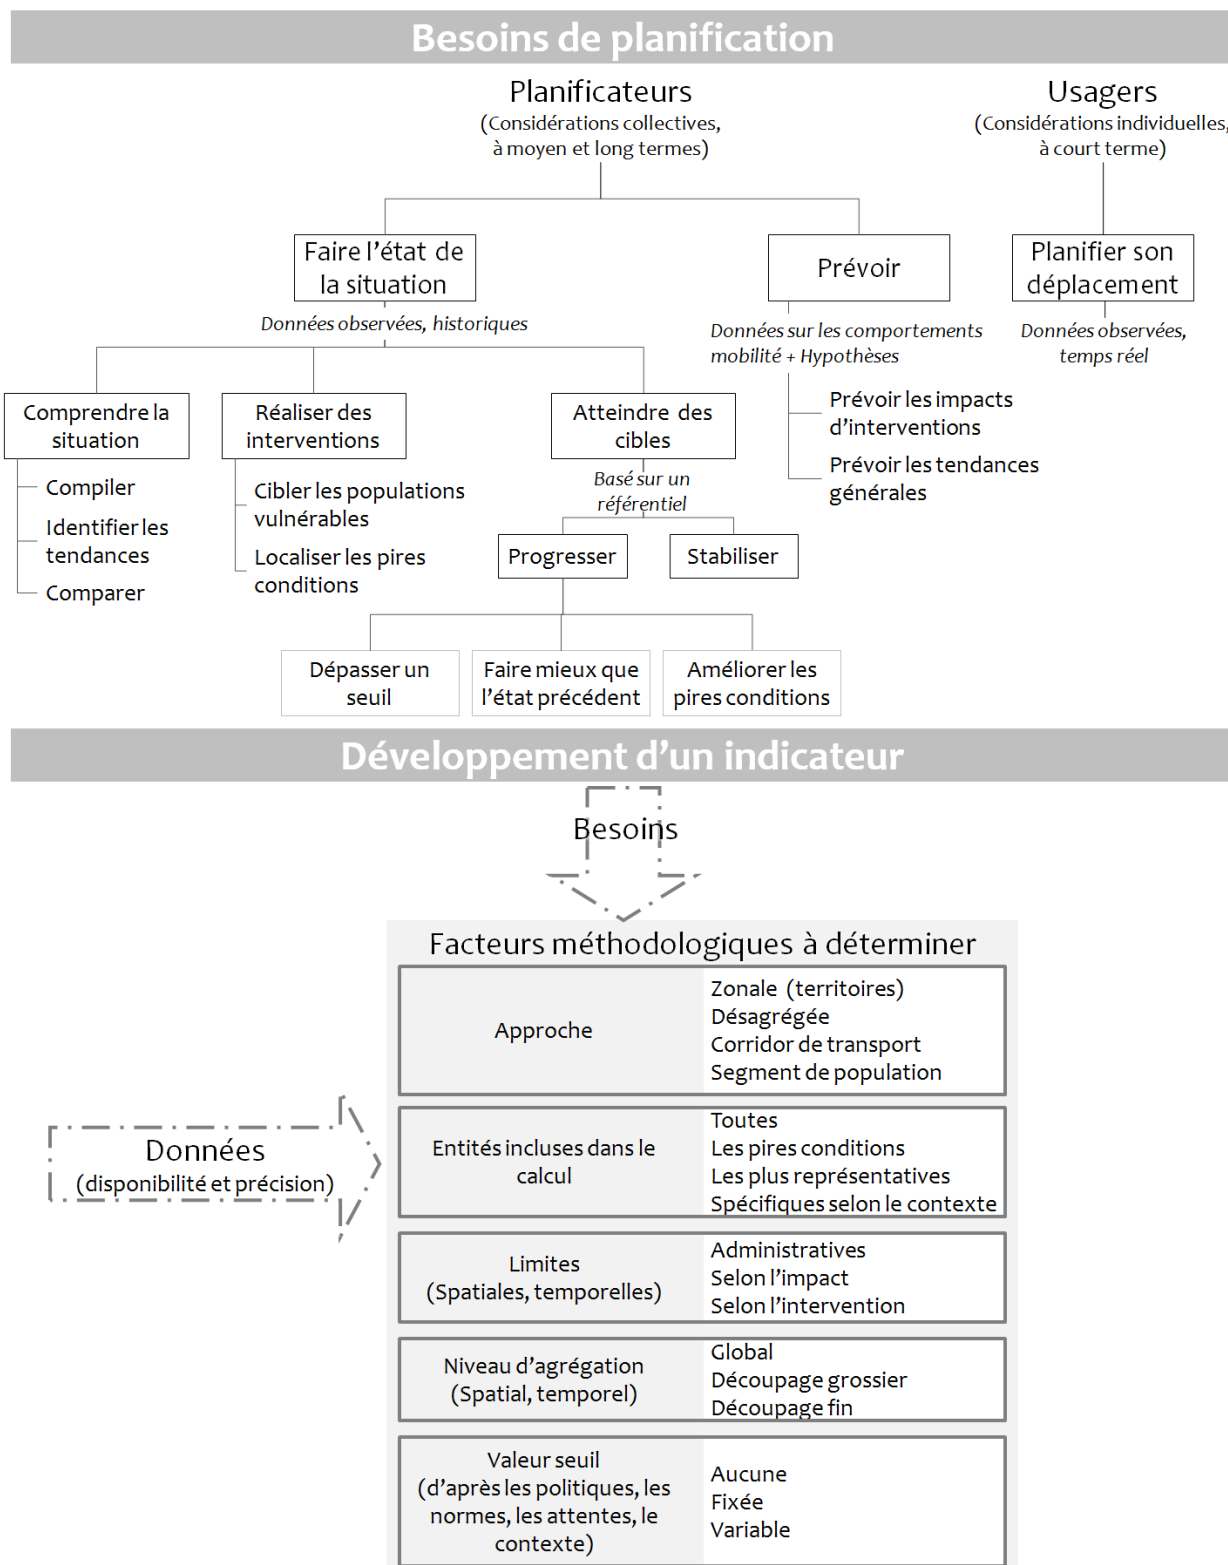 Besoins de planification
Planificateurs
(Considérations collectives,
à moyen et long termes)
Usagers
(Considérations individuelles,
à court terme)
Faire l'état de
la situation
Prévoir
Planifier son
déplacement
Données observées, historiques
Données sur les comportements
mobilité + Hypothèses
Données observées,
temps réel
Comprendre la
situation
Réaliser des
interventions
Atteindre des
cibles
Prévoir les impacts
d'interventions
Prévoir les tendances
générales
Compiler
Identifier les
tendances
Comparer
Cibler les populations
vulnérables
Localiser les pires
conditions
Basé sur un
référentiel
Progresser
Stabiliser
Dépasser un
seuil
Faire mieux que
l'état précédent
Améliorer les
pires conditions
Développement d'un indicateur
Besoins
Données
(disponibilité et précision)
Facteurs méthodologiques à déterminer
Approche
Zonale (territoires)
Désagrégée
Corridor de transport
Segment de population
Entités incluses dans le
calcul
Toutes
Les pires conditions
Les plus représentatives
Spécifiques selon le contexte
Limites
(Spatiales, temporelles)
Administratives
Selon l'impact
Selon l'intervention
Niveau d'agrégation
(Spatial, temporel)
Global
Découpage grossier
Découpage fin
Valeur seuil
(d'après les politiques, les
normes, les attentes, le
contexte)
Aucune
Fixée
Variable